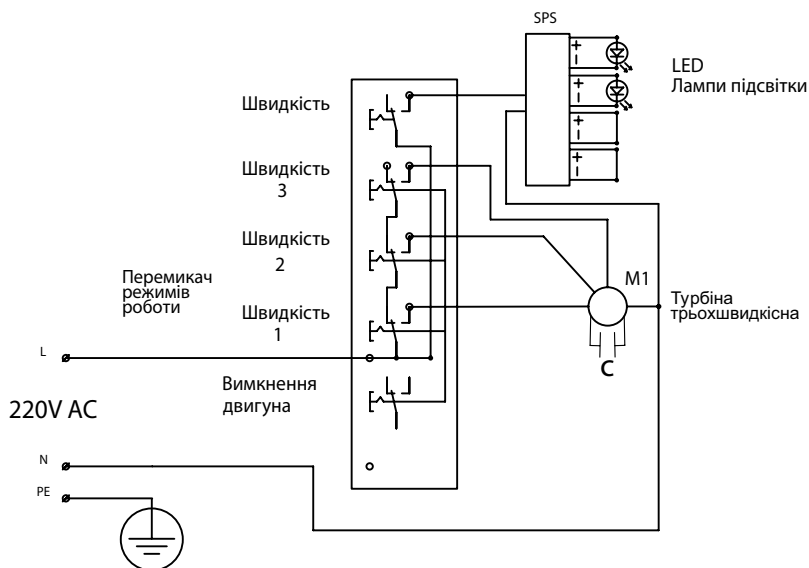 SPS
+
-
+
-
+
-
+
-
LED
Лампи підсвітки
Швидкість
Швидкість
3
Швидкість
2
Перемикач
режимів
роботи
Швидкість
1
M1
Турбіна
трьохшвидкісна
C
L
Вимкнення
двигуна
220V AC
N
PE